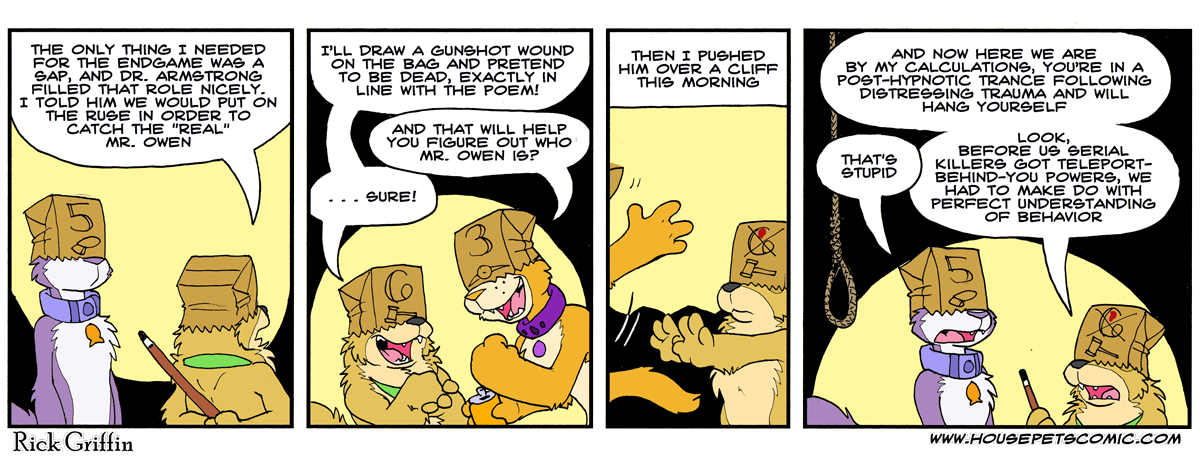 THE ONLY THING I NEEDED
FOR THE ENDGAME WAS A
SAP, AND DR. ARMSTRONG
FILLED THAT ROLE NICELY.
I TOLD HIM WE WOULD PUT ON
THE RUSE IN ORDER TO
CATCH THE "REAL"
MR. OWEN
5
I'LL DRAW A GUNSHOT WOUND
ON THE BAG AND PRETEND
TO BE DEAD, EXACTLY IN
LINE WITH THE POEM!
AND THAT WILL HELP
YOU FIGURE OUT WHO
MR. OWEN IS?
. . . SURE!
3
6
THEN I PUSHED
HIM OVER A CLIFF
THIS MORNING
6
AND NOW HERE WE ARE
BY MY CALCULATIONS, YOU'RE IN A
POST-HYPNOTIC TRANCE FOLLOWING
DISTRESSING TRAUMA AND WILL
HANG YOURSELF
THAT'S
STUPID
LOOK,
BEFORE US SERIAL
KILLERS GOT TELEPORT-
BEHIND-YOU POWERS, WE
HAD TO MAKE DO WITH
PERFECT UNDERSTANDING
OF BEHAVIOR
5
6
Rick Griffin
WWW.HOUSEPETSCOMIC.COM